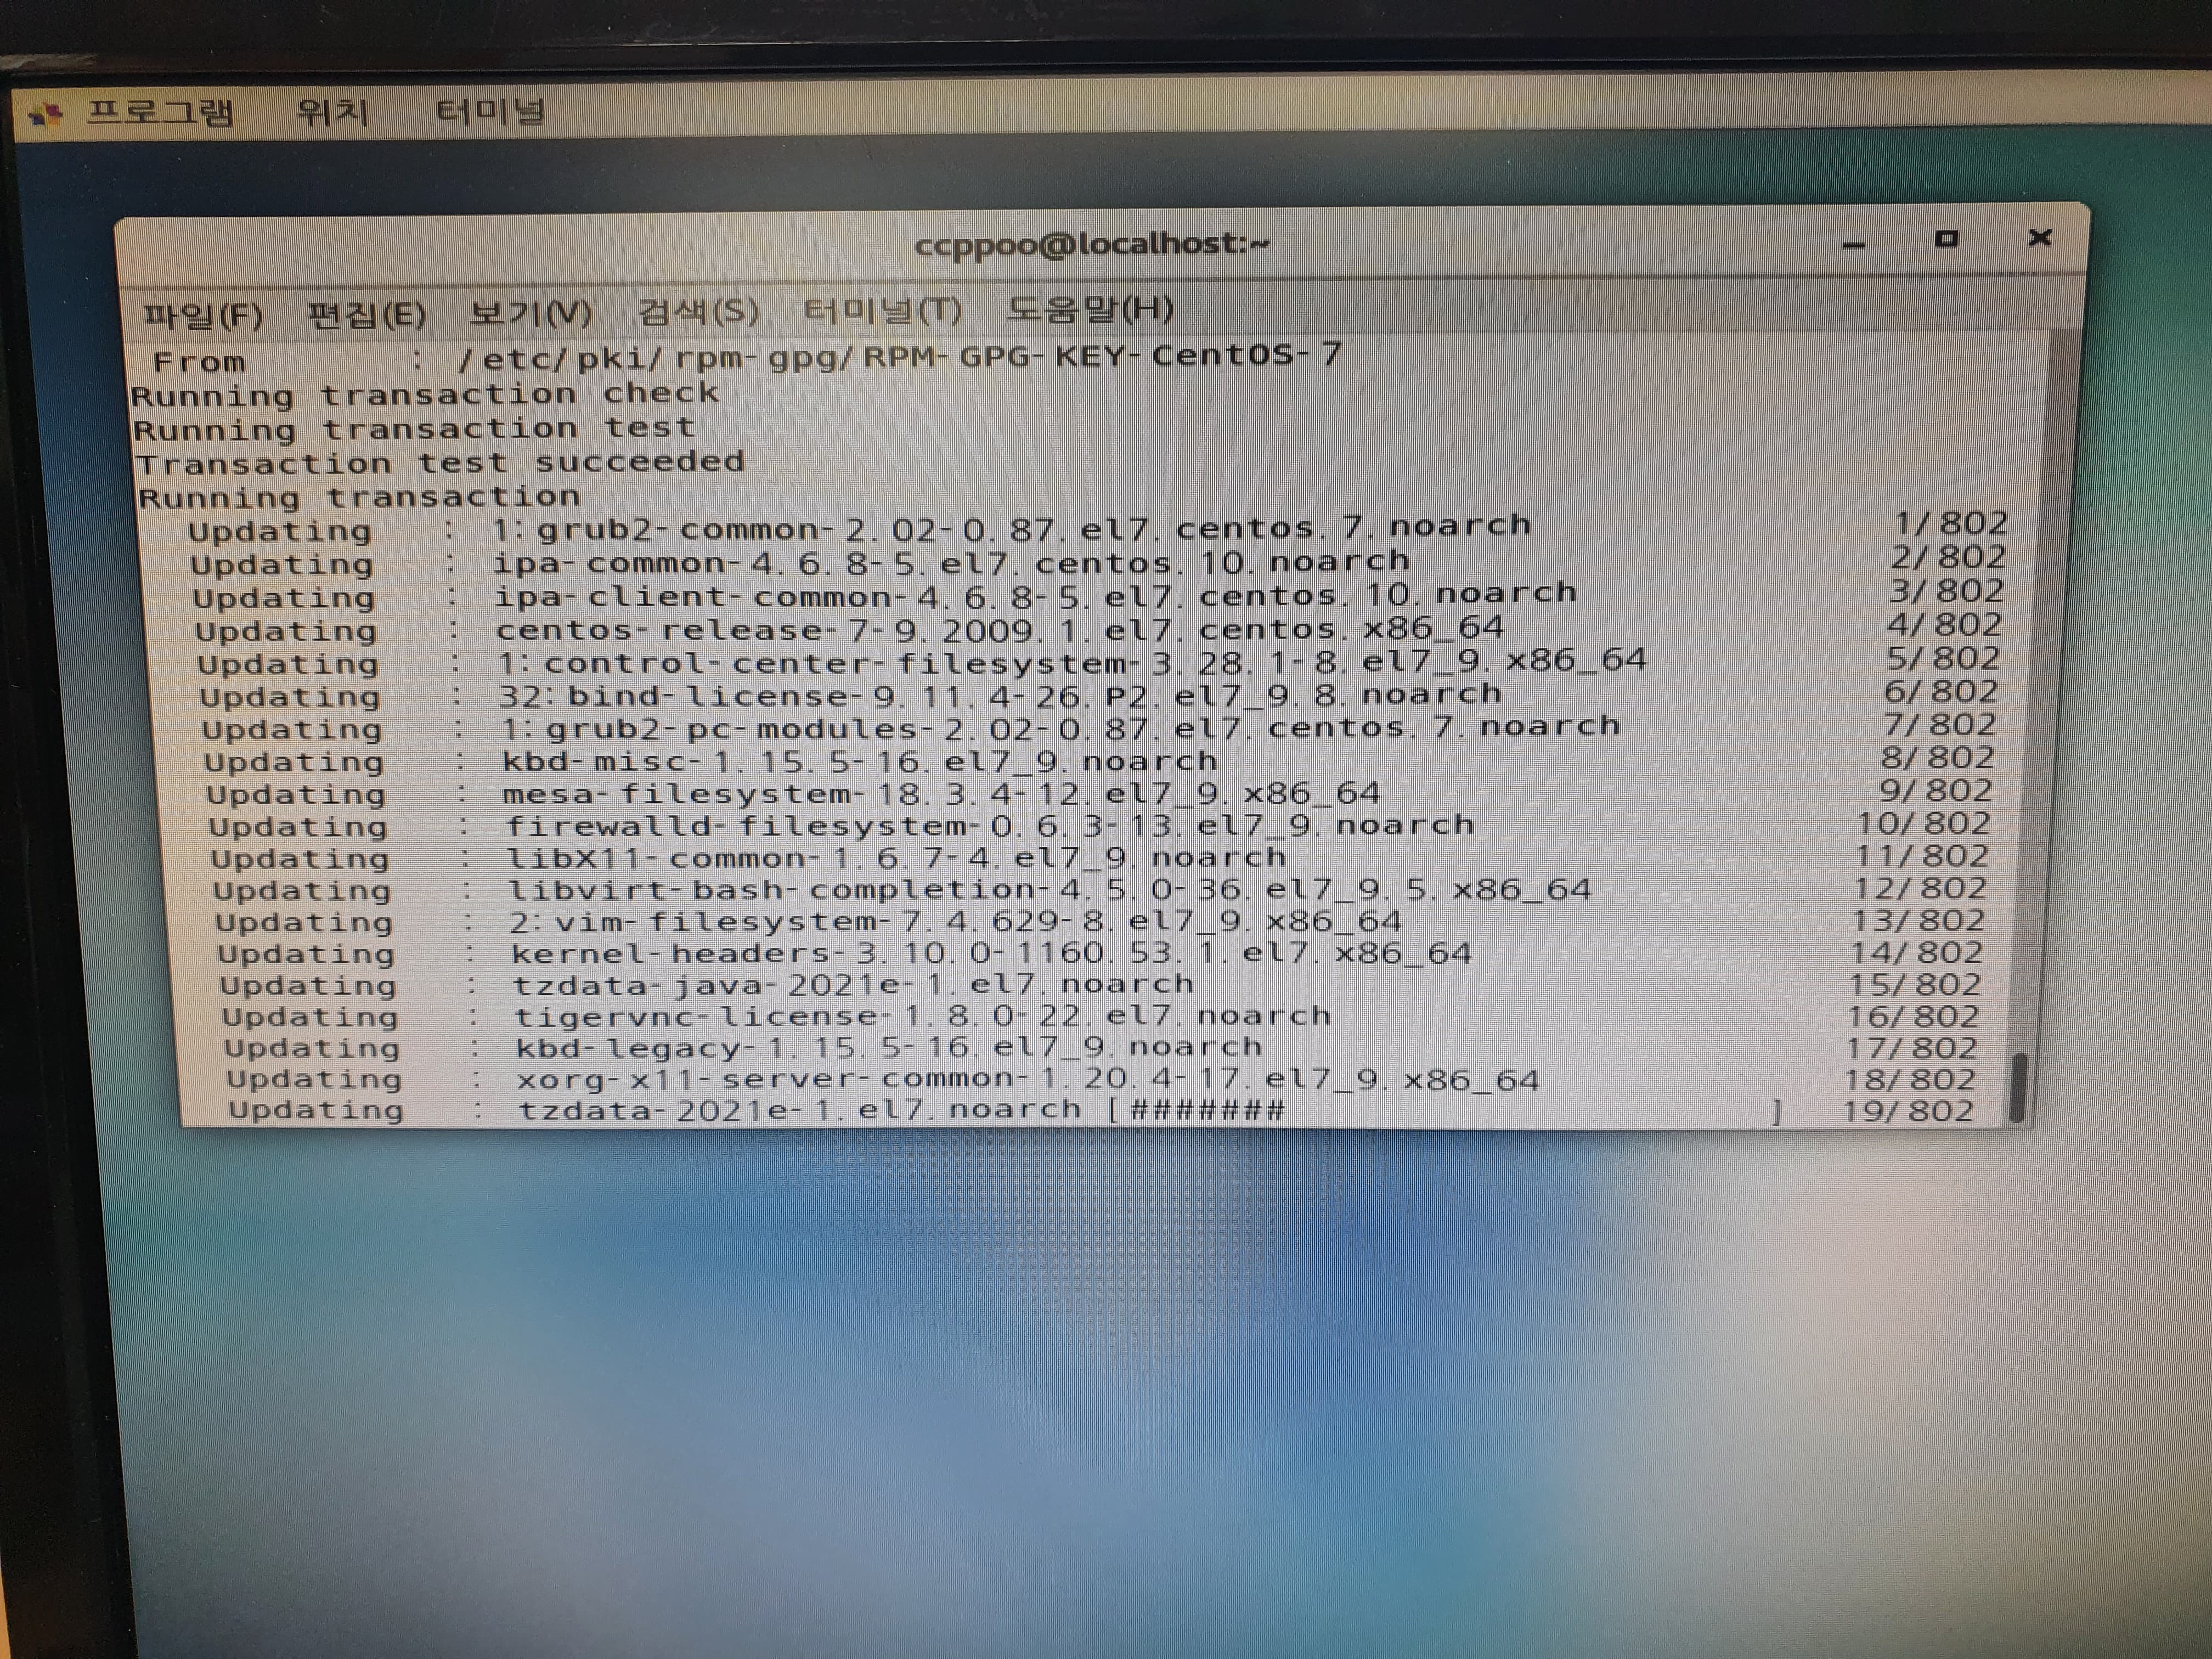 프로그램 위치 터미널
ccppoo@localhost:~
파일(F) 편집(E) 보기(V) 검색(S) 터미널(T) 도움말(H)
From : /etc/pki/rpm-gpg/RPM-GPG-KEY-CentOS-7
Running transaction check
Running transaction test
Transaction test succeeded
Running transaction
Updating : 1:grub2-common-2.02-0.87.el7.centos.7.noarch 1/802
Updating : ipa-common-4.6.8-5.el7.centos.10.noarch 2/802
Updating : ipa-client-common-4.6.8-5.el7.centos.10.noarch 3/802
Updating : centos-release-7-9.2009.1.el7.centos.x86_64 4/802
Updating : 1:control-center-filesystem-3.28.1-8.el7_9.x86_64 5/802
Updating : 32:bind-license-9.11.4-26.P2.el7_9.8.noarch 6/802
Updating : 1:grub2-pc-modules-2.02-0.87.el7.centos.7.noarch 7/802
Updating : kbd-misc-1.15.5-16.el7_9.noarch 8/802
Updating : mesa-filesystem-18.3.4-12.el7_9.x86_64 9/802
Updating : firewalld-filesystem-0.6.3-13.el7_9.noarch 10/802
Updating : libX11-common-1.6.7-4.el7_9.noarch 11/802
Updating : libvirt-bash-completion-4.5.0-36.el7_9.5.x86_64 12/802
Updating : 2:vim-filesystem-7.4.629-8.el7_9.x86_64 13/802
Updating : kernel-headers-3.10.0-1160.53.1.el7.x86_64 14/802
Updating : tzdata-java-2021e-1.el7.noarch 15/802
Updating : tigervnc-license-1.8.0-22.el7.noarch 16/802
Updating : kbd-legacy-1.15.5-16.el7_9.noarch 17/802
Updating : xorg-x11-server-common-1.20.4-17.el7_9.x86_64 18/802
Updating : tzdata-2021e-1.el7.noarch [####### ] 19/802